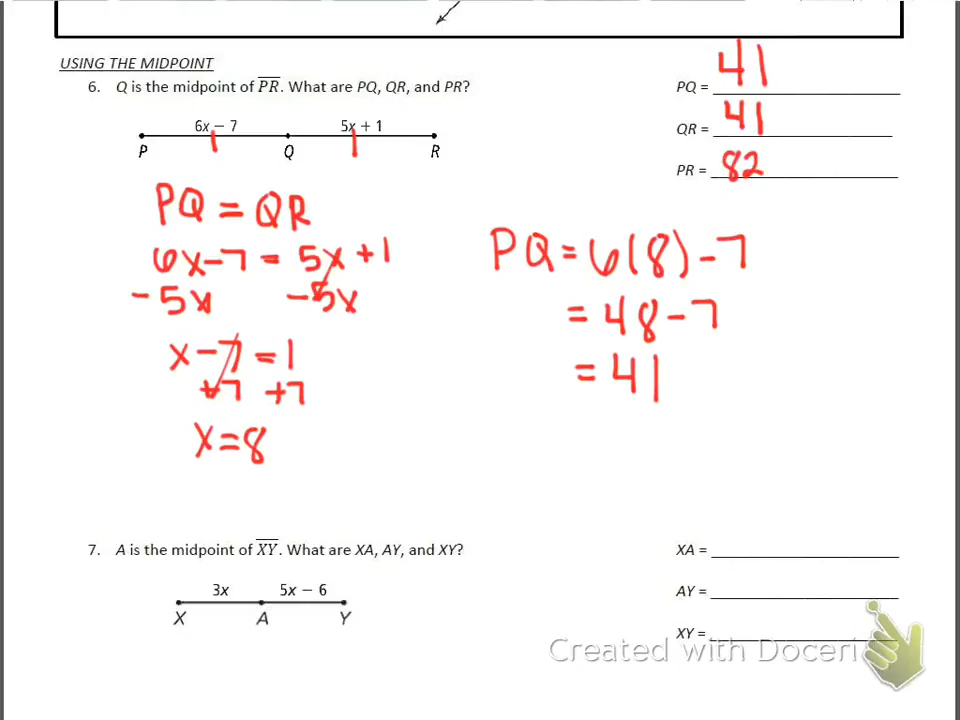 USING THE MIDPOINT
6. Q is the midpoint of PR. What are PQ, QR, and PR?
PQ = 41
QR = 41
PR = 82
6x − 7 5x + 1
P Q R
PQ = QR
6x - 7 = 5x + 1
- 5x - 5x
x - 7 = 1
+7 +7
x = 8
PQ = 6(8) - 7
= 48 - 7
= 41
7. A is the midpoint of XY. What are XA, AY, and XY?
XA =
AY =
XY =
3x 5x − 6
X A Y
Created with Doceri